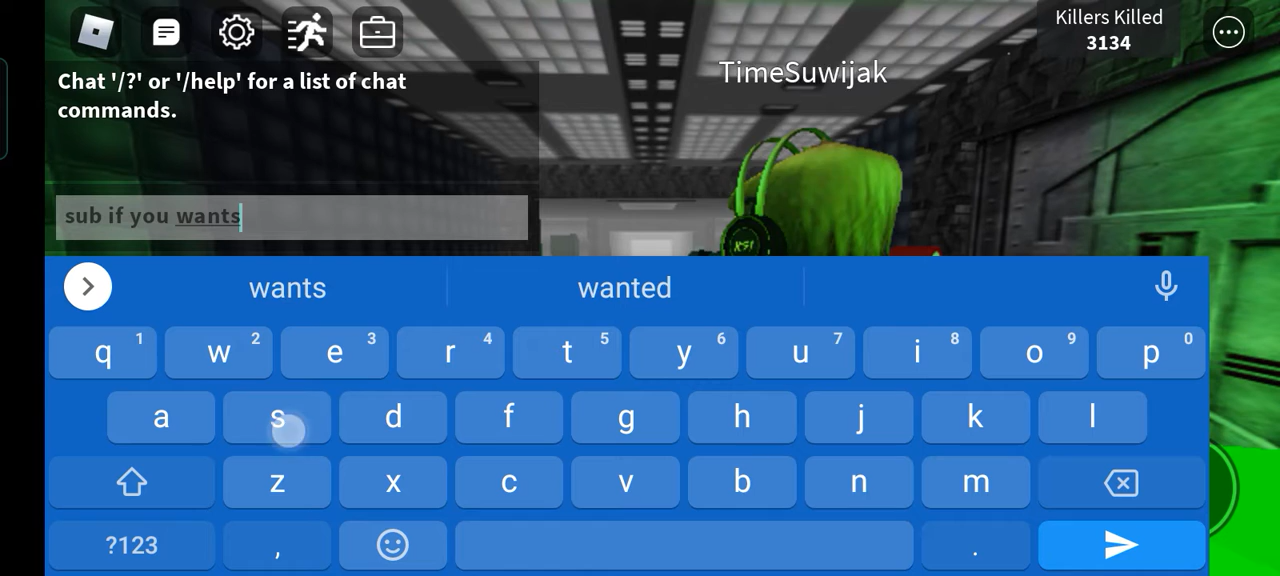 Killers Killed
3134
TimeSuwijak
Chat '/?' or '/help' for a list of chat
commands.
sub if you wants
wants wanted
q 1 w 2 e 3 r 4 t 5 y 6 u 7 i 8 o 9 p 0
a s d f g h j k l
z x c v b n m
?123 , .